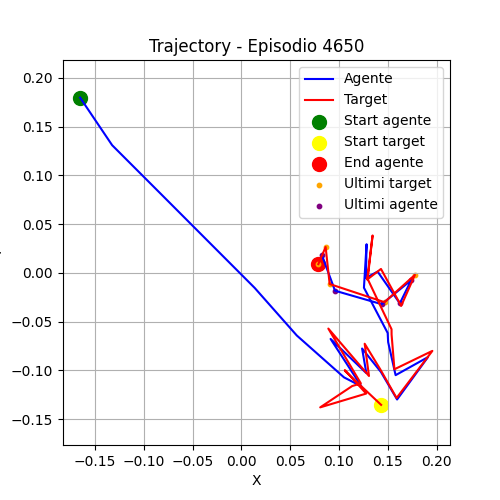 Trajectory - Episodio 4650
Agente
Target
Start agente
Start target
End agente
Ultimi target
Ultimi agente
0.20
0.15
0.10
0.05
0.00
−0.05
−0.10
−0.15
−0.15
−0.10
−0.05
0.00
0.05
0.10
0.15
0.20
X